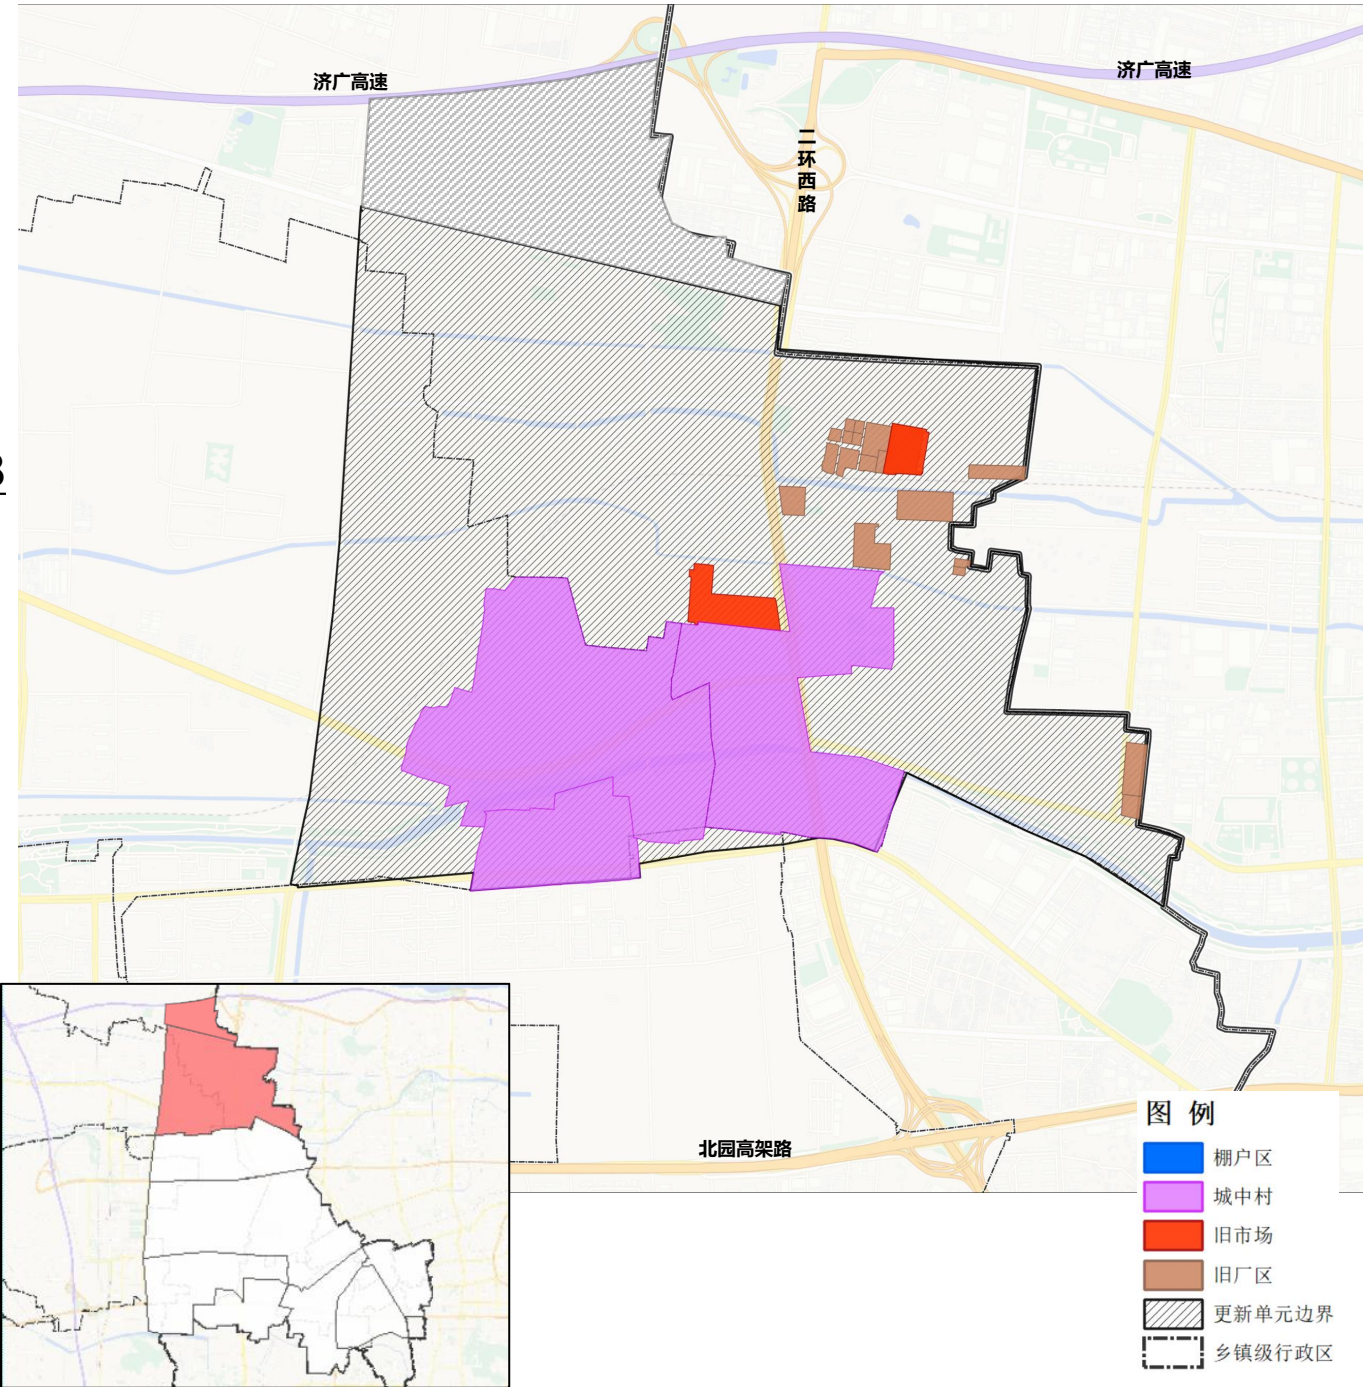 济广高速
济广高速
二环西路
3
北园高架路
图 例
棚户区
城中村
旧市场
旧厂区
更新单元边界
乡镇级行政区